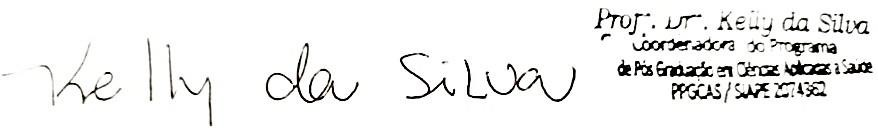 Kelly da Silva
Prof. Dr. Kelly da Silva
Coordenadora do Programa
de Pós Graduação em Ciências Aplicadas à Saúde
PPGCAS / SIAPE 2074362